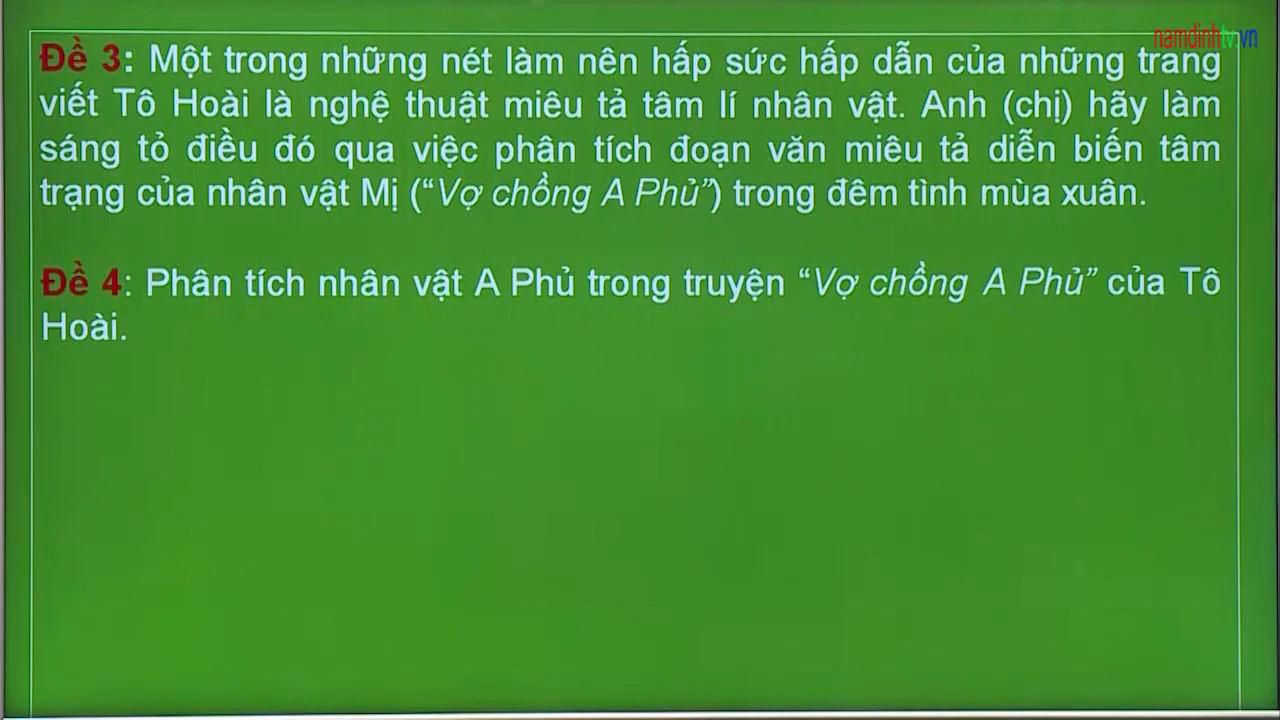 namdinhtv.vn
Đề 3: Một trong những nét làm nên hấp sức hấp dẫn của những trang
viết Tô Hoài là nghệ thuật miêu tả tâm lí nhân vật. Anh (chị) hãy làm
sáng tỏ điều đó qua việc phân tích đoạn văn miêu tả diễn biến tâm
trạng của nhân vật Mị (“Vợ chồng A Phủ”) trong đêm tình mùa xuân.
Đề 4: Phân tích nhân vật A Phủ trong truyện “Vợ chồng A Phủ” của Tô
Hoài.